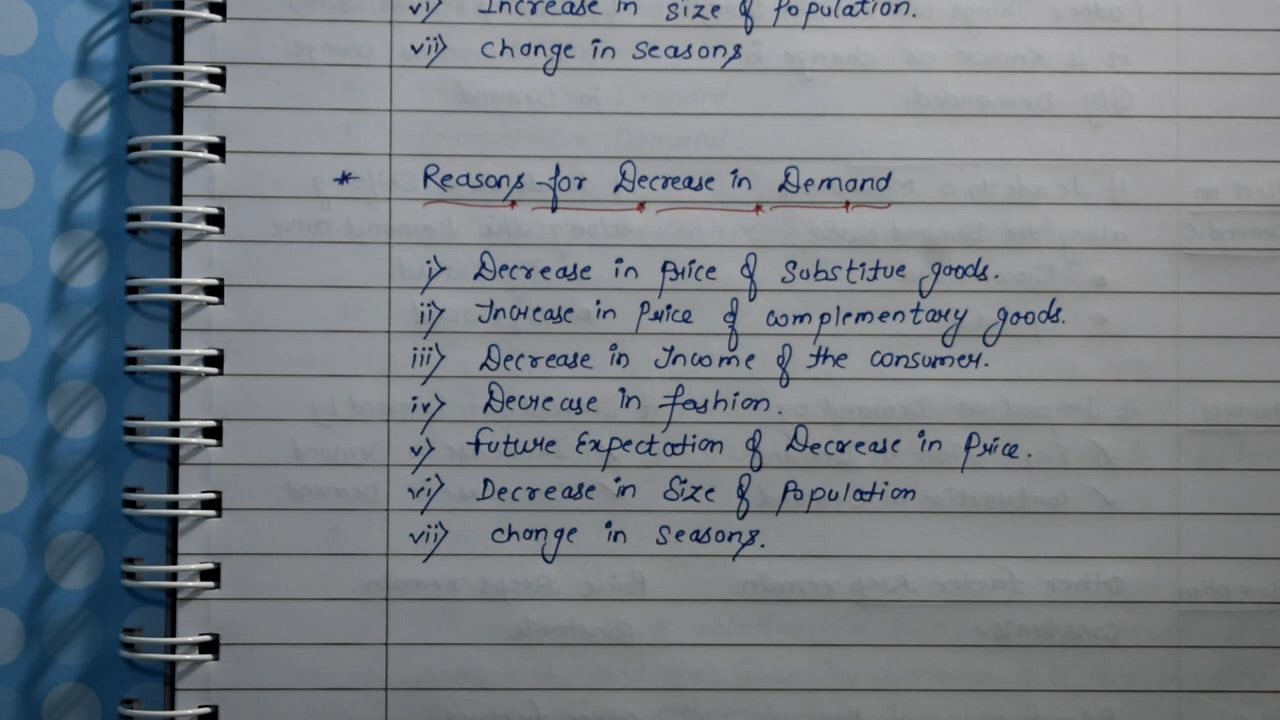 vi) Increase in size of Population.
vii) change in seasons
* Reasons for Decrease in Demand
i) Decrease in price of Substitue goods.
ii) Increase in Price of complementary goods.
iii) Decrease in Income of the consumer.
iv) Decrease in fashion.
v) future Expectation of Decrease in Price.
vi) Decrease in Size of Population
vii) change in seasons.